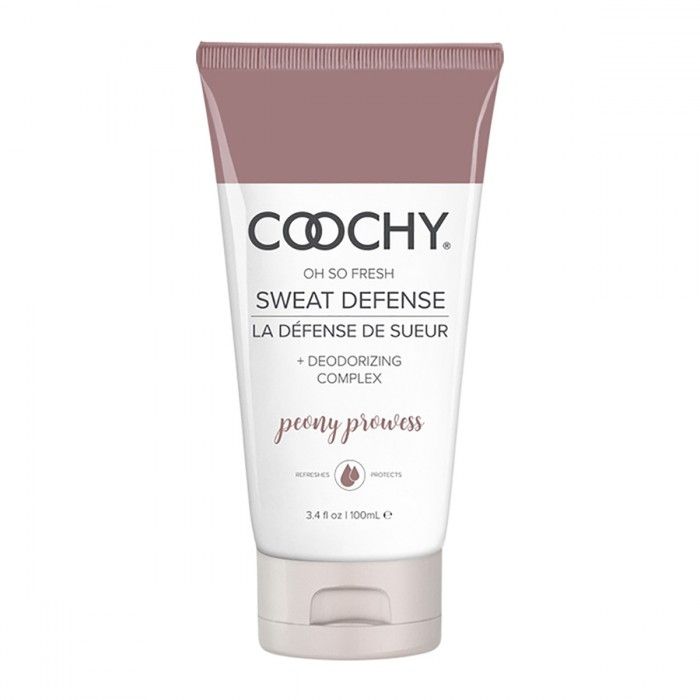 COOCHY®
OH SO FRESH
SWEAT DEFENSE
LA DÉFENSE DE SUEUR
+ DEODORIZING
COMPLEX
peony prowess
REFRESHES PROTECTS
3.4 fl oz | 100mL ℮